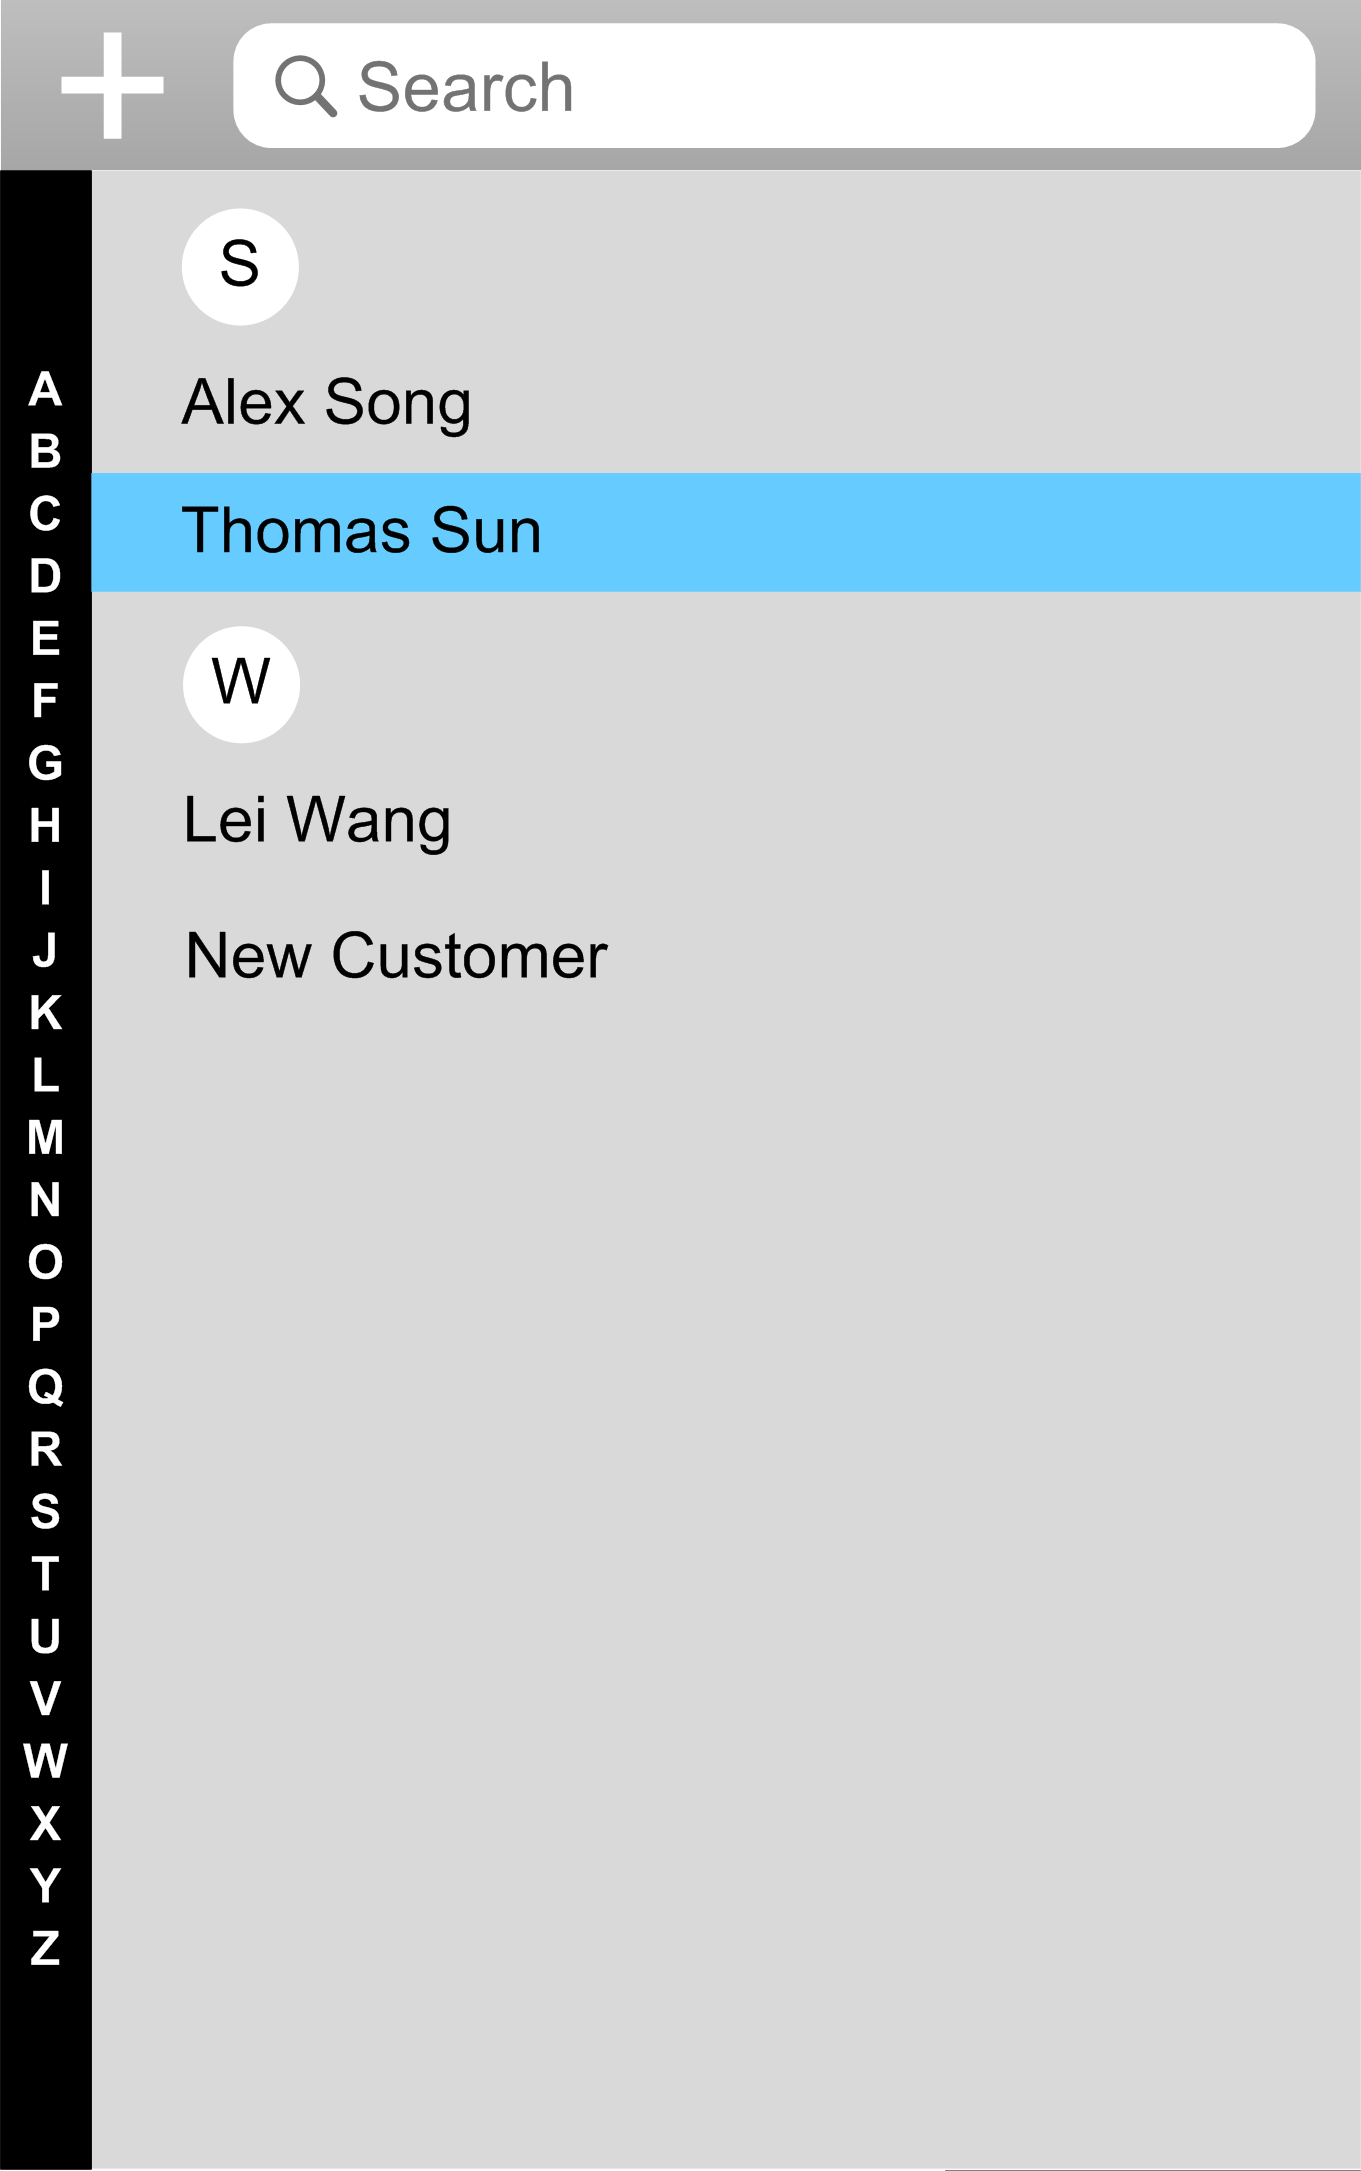 Search
S
Alex Song
Thomas Sun
W
Lei Wang
New Customer
A
B
C
D
E
F
G
H
I
J
K
L
M
N
O
P
Q
R
S
T
U
V
W
X
Y
Z